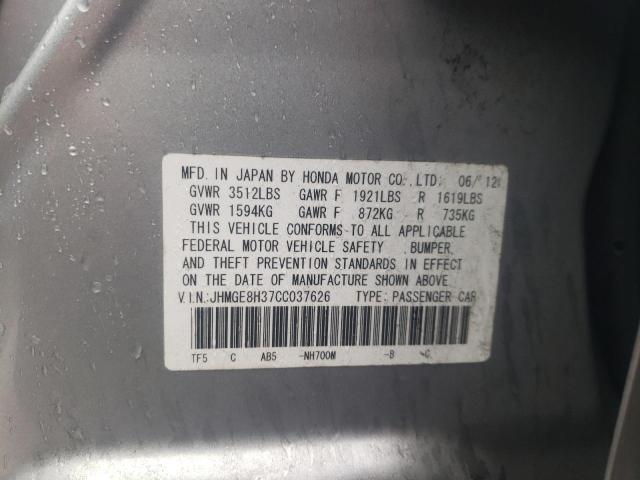 MFD. IN JAPAN BY HONDA MOTOR CO.,LTD. 06/ 12
GVWR 3512LBS GAWR F 1921LBS R 1619LBS
GVWR 1594KG GAWR F 872KG R 735KG
THIS VEHICLE CONFORMS TO ALL APPLICABLE
FEDERAL MOTOR VEHICLE SAFETY ,BUMPER,
AND THEFT PREVENTION STANDARDS IN EFFECT
ON THE DATE OF MANUFACTURE SHOWN ABOVE
V.I.N.:JHMGE8H37CC037626 TYPE: PASSENGER CAR
TF5 C AB5 -NH700M -B -C